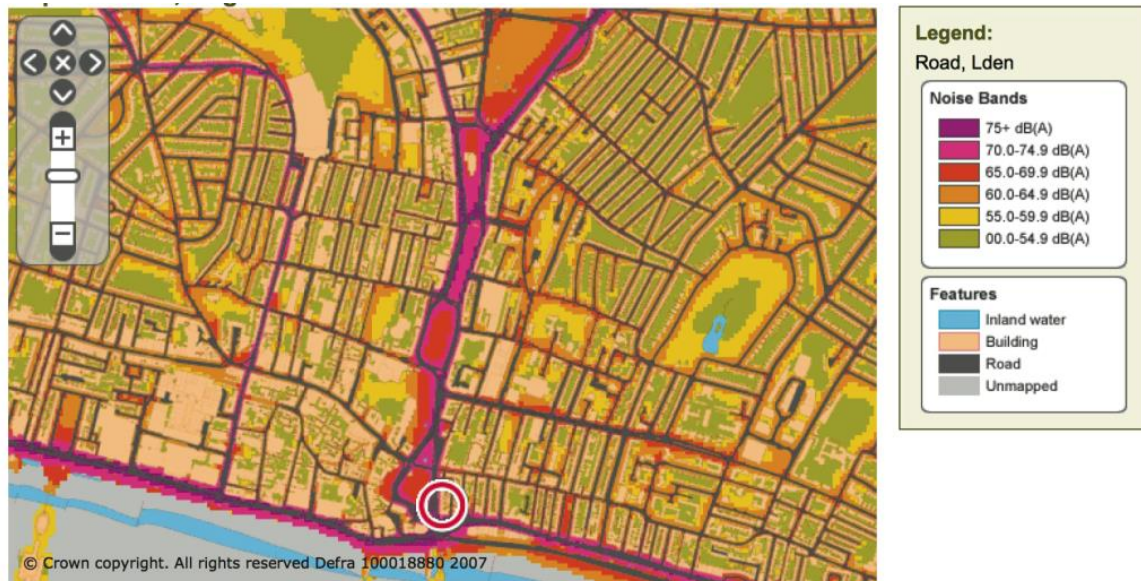 Legend:
Road, Lden
Noise Bands
75+ dB(A)
70.0-74.9 dB(A)
65.0-69.9 dB(A)
60.0-64.9 dB(A)
55.0-59.9 dB(A)
00.0-54.9 dB(A)
Features
Inland water
Building
Road
Unmapped
© Crown copyright. All rights reserved Defra 100018880 2007